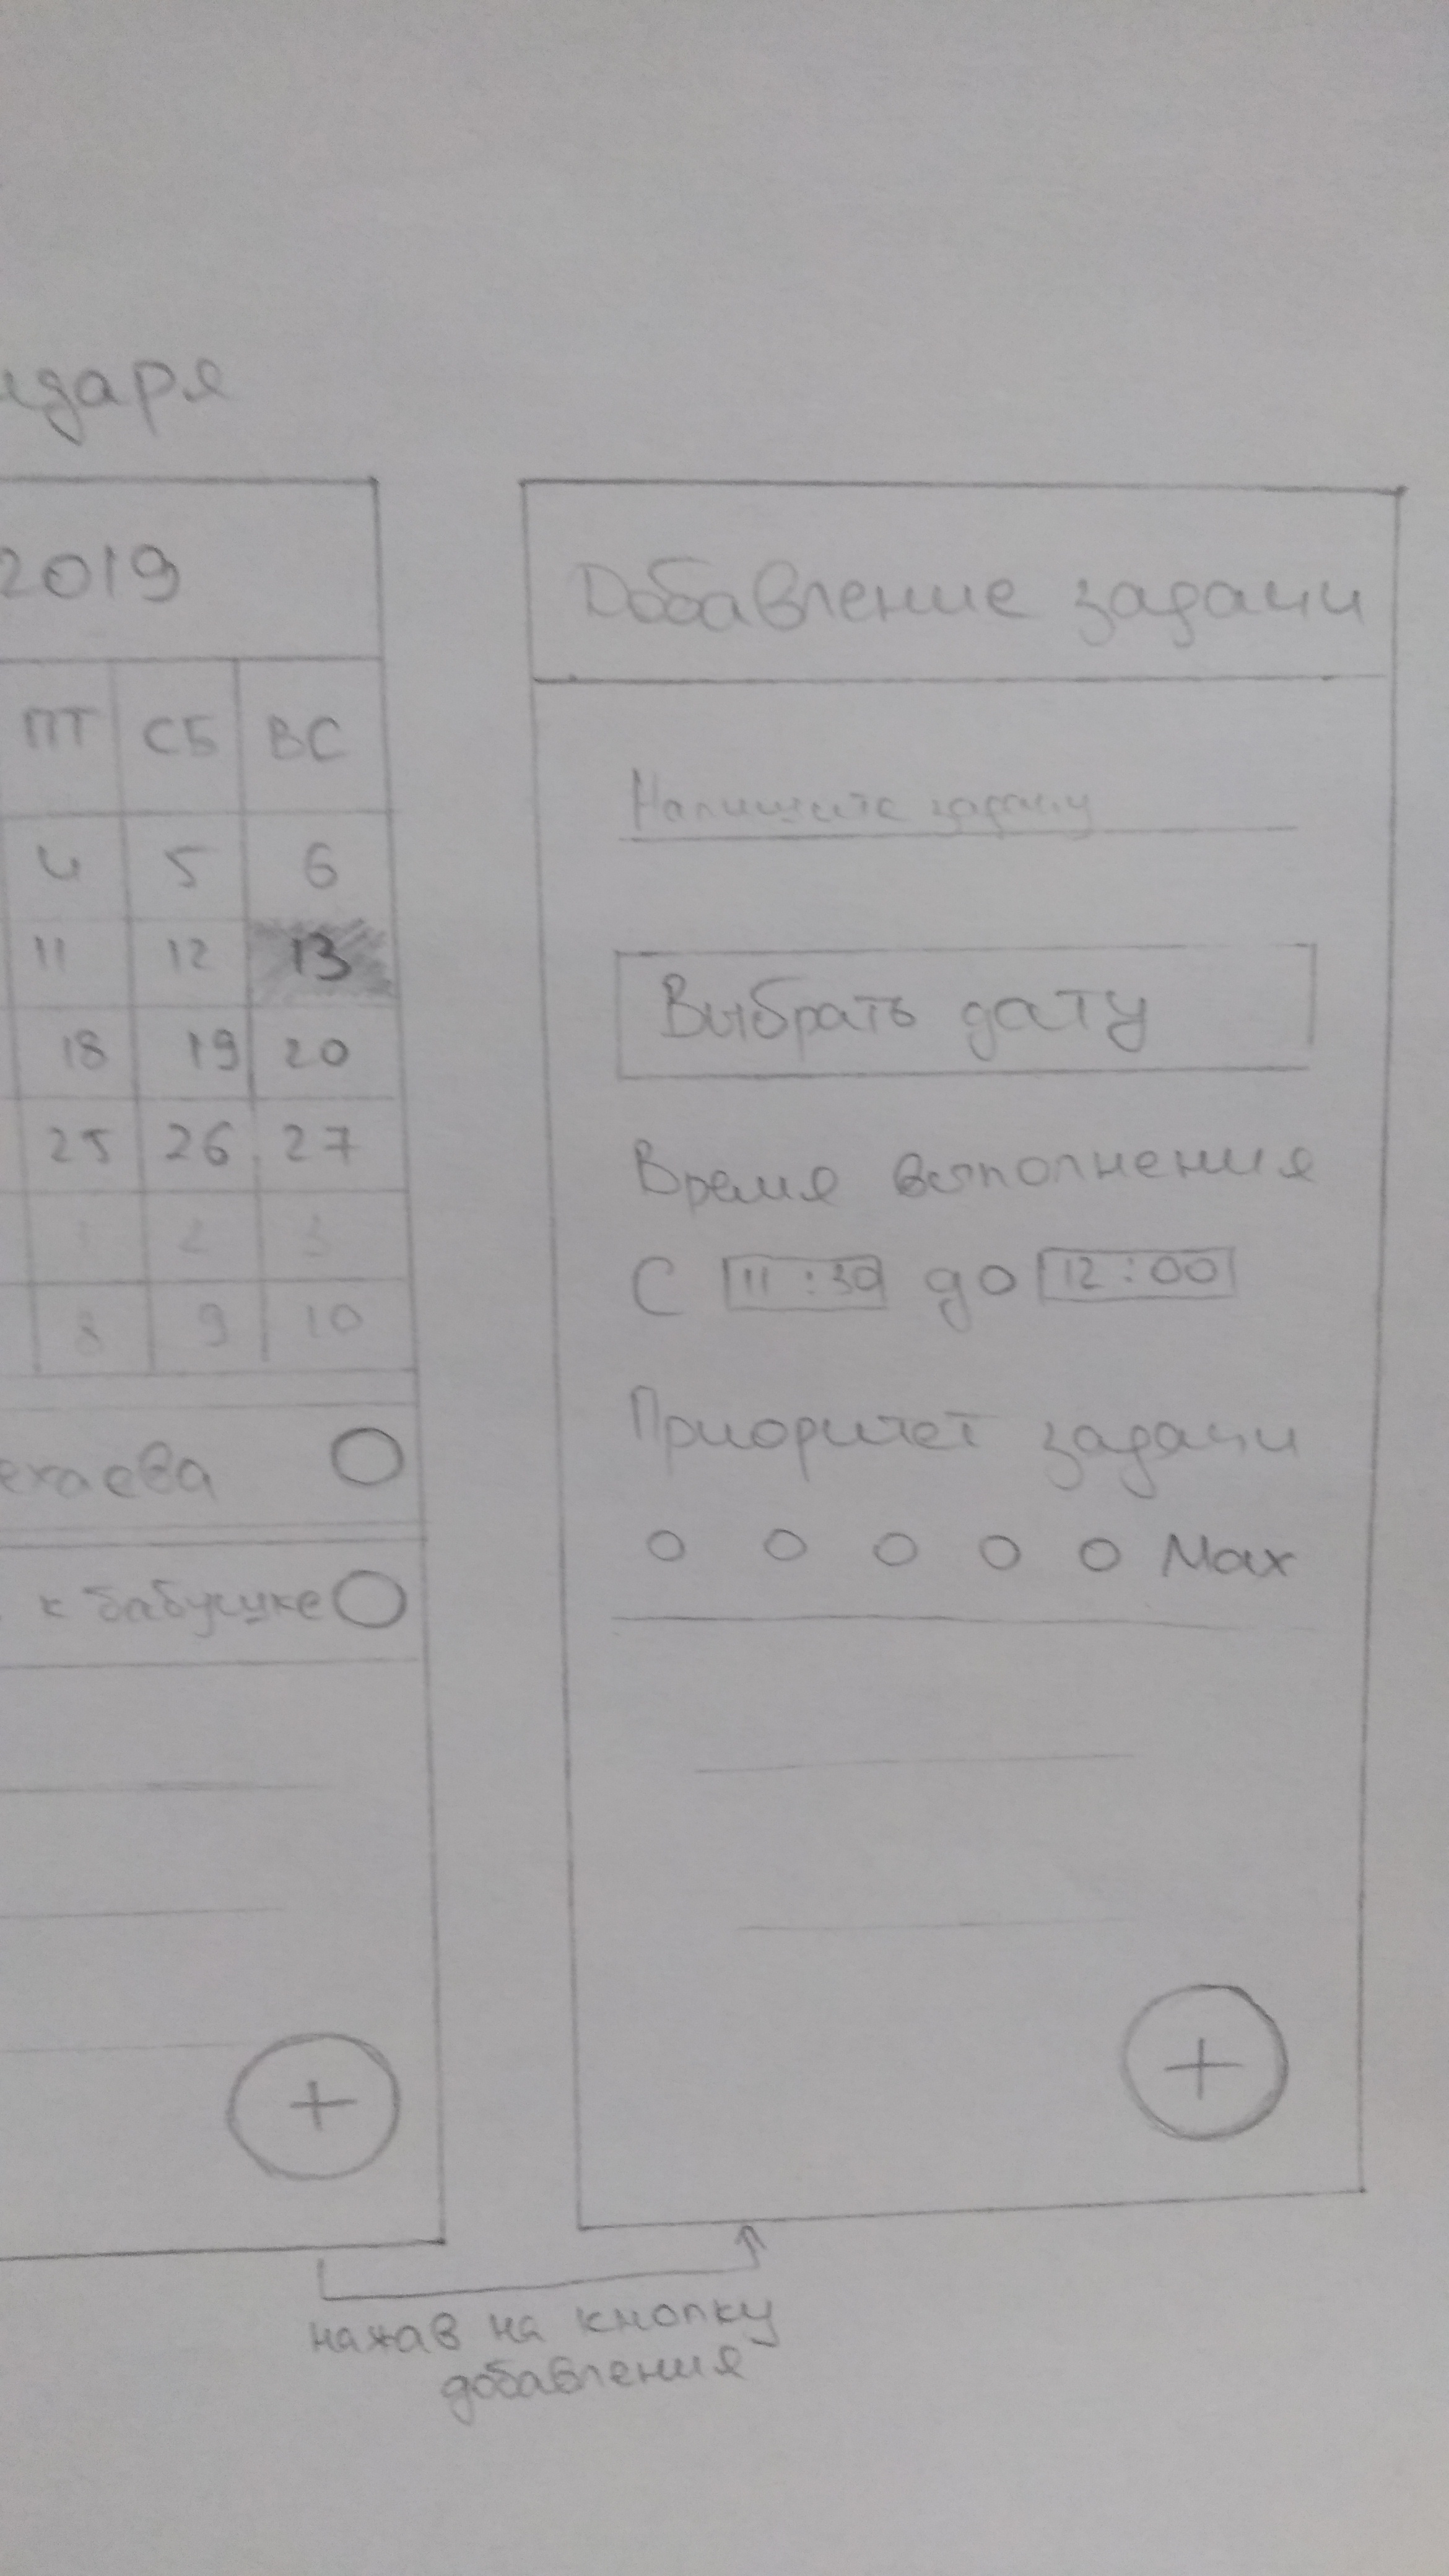 ндаря
2019
ПТ СБ ВС
4 5 6
11 12 13
18 19 20
25 26 27
1 2 3
8 9 10
ехаева
к бабушке
+
Добавление задачи
Напишите задачу
Выбрать дату
Время выполнения
С 11:30 до 12:00
Приоритет задачи
Max
+
нажав на кнопку
добавления